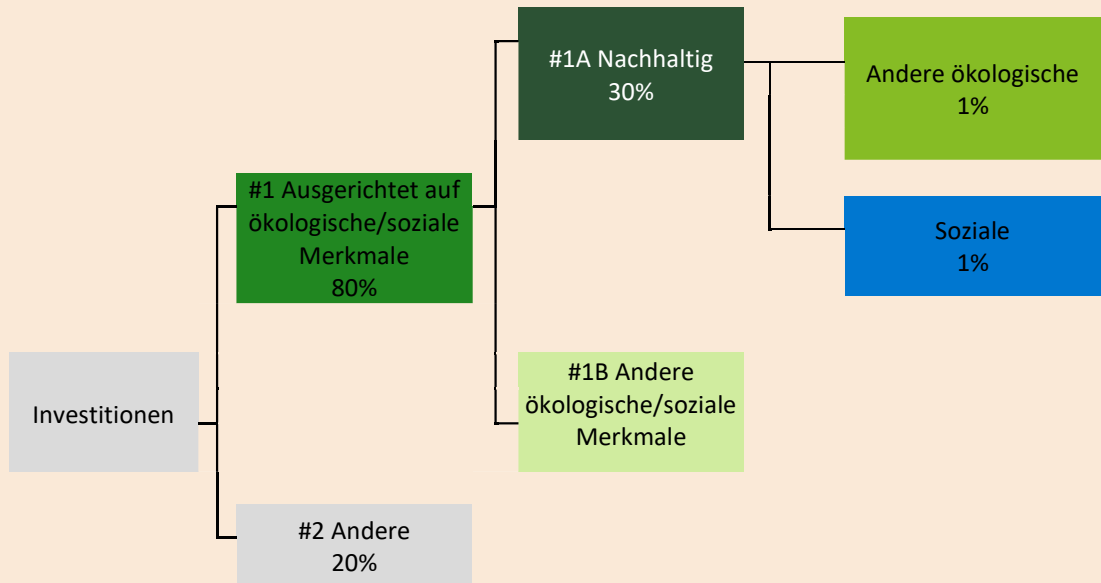 #1A Nachhaltig
30%
Andere ökologische
1%
#1 Ausgerichtet auf
ökologische/soziale
Merkmale
80%
Soziale
1%
Investitionen
#1B Andere
ökologische/soziale
Merkmale
#2 Andere
20%